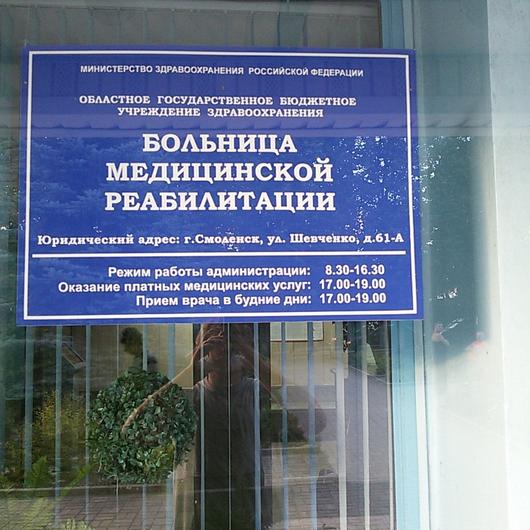 МИНИСТЕРСТВО ЗДРАВООХРАНЕНИЯ РОССИЙСКОЙ ФЕДЕРАЦИИ
ОБЛАСТНОЕ ГОСУДАРСТВЕННОЕ БЮДЖЕТНОЕ
УЧРЕЖДЕНИЕ ЗДРАВООХРАНЕНИЯ
БОЛЬНИЦА
МЕДИЦИНСКОЙ
РЕАБИЛИТАЦИИ
Юридический адрес: г.Смоленск, ул. Шевченко, д.61-А
Режим работы администрации: 8.30-16.30
Оказание платных медицинских услуг: 17.00-19.00
Прием врача в будние дни: 17.00-19.00